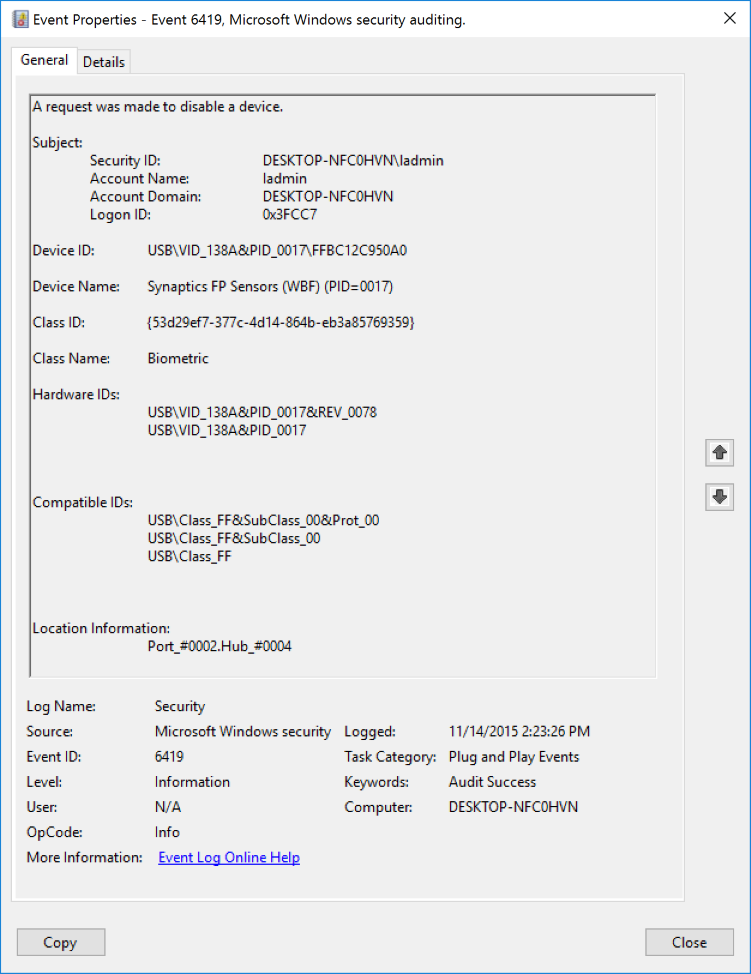 Event Properties - Event 6419, Microsoft Windows security auditing.
General
Details
A request was made to disable a device.
Subject:
Security ID: DESKTOP-NFC0HVN\ladmin
Account Name: ladmin
Account Domain: DESKTOP-NFC0HVN
Logon ID: 0x3FCC7
Device ID: USB\VID_138A&PID_0017\FFBC12C950A0
Device Name: Synaptics FP Sensors (WBF) (PID=0017)
Class ID: {53d29ef7-377c-4d14-864b-eb3a85769359}
Class Name: Biometric
Hardware IDs:
USB\VID_138A&PID_0017&REV_0078
USB\VID_138A&PID_0017
Compatible IDs:
USB\Class_FF&SubClass_00&Prot_00
USB\Class_FF&SubClass_00
USB\Class_FF
Location Information:
Port_#0002.Hub_#0004
Log Name: Security
Source: Microsoft Windows security Logged: 11/14/2015 2:23:26 PM
Event ID: 6419 Task Category: Plug and Play Events
Level: Information Keywords: Audit Success
User: N/A Computer: DESKTOP-NFC0HVN
OpCode: Info
More Information: Event Log Online Help
Copy Close